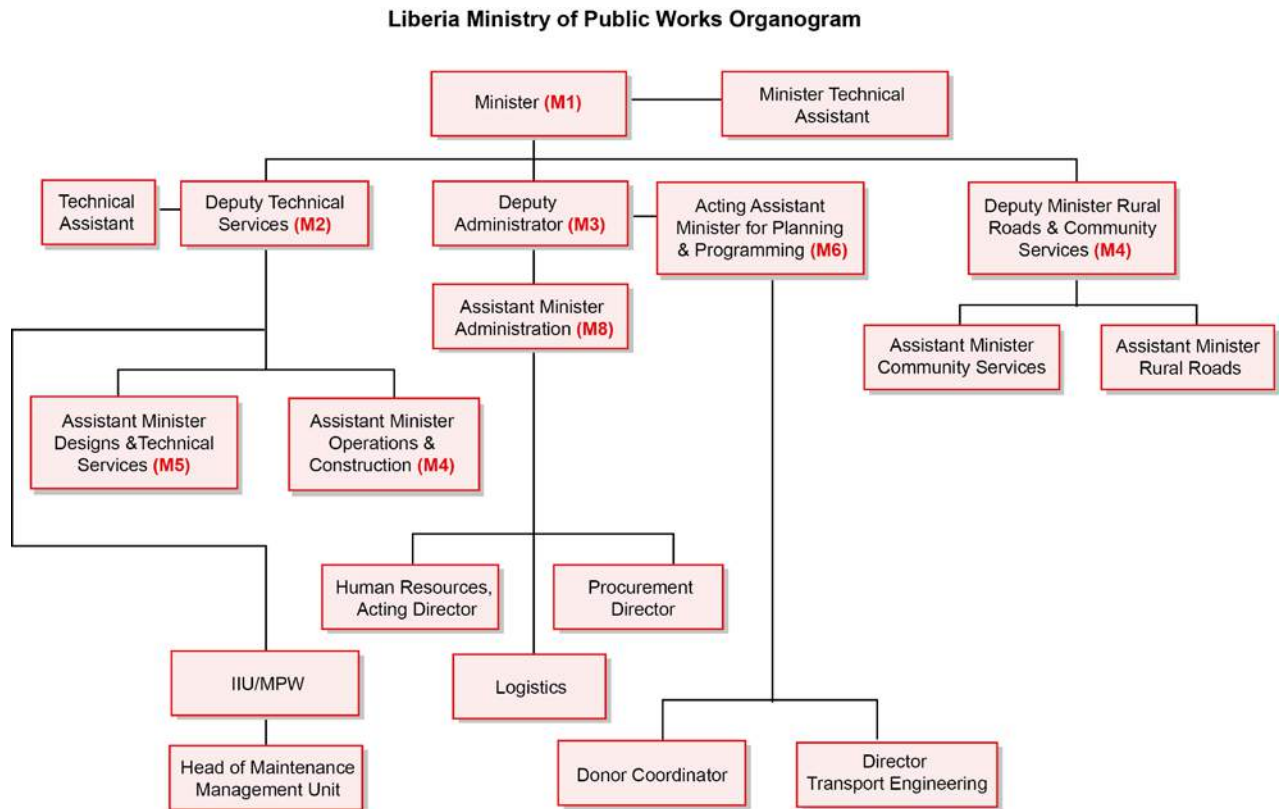 Liberia Ministry of Public Works Organogram
Minister (M1)
Minister Technical
Assistant
Technical
Assistant
Deputy Technical
Services (M2)
Deputy
Administrator (M3)
Acting Assistant
Minister for Planning
& Programming (M6)
Deputy Minister Rural
Roads & Community
Services (M4)
Assistant Minister
Administration (M8)
Assistant Minister
Community Services
Assistant Minister
Rural Roads
Assistant Minister
Designs &Technical
Services (M5)
Assistant Minister
Operations &
Construction (M4)
Human Resources,
Acting Director
Procurement
Director
IIU/MPW
Logistics
Head of Maintenance
Management Unit
Donor Coordinator
Director
Transport Engineering